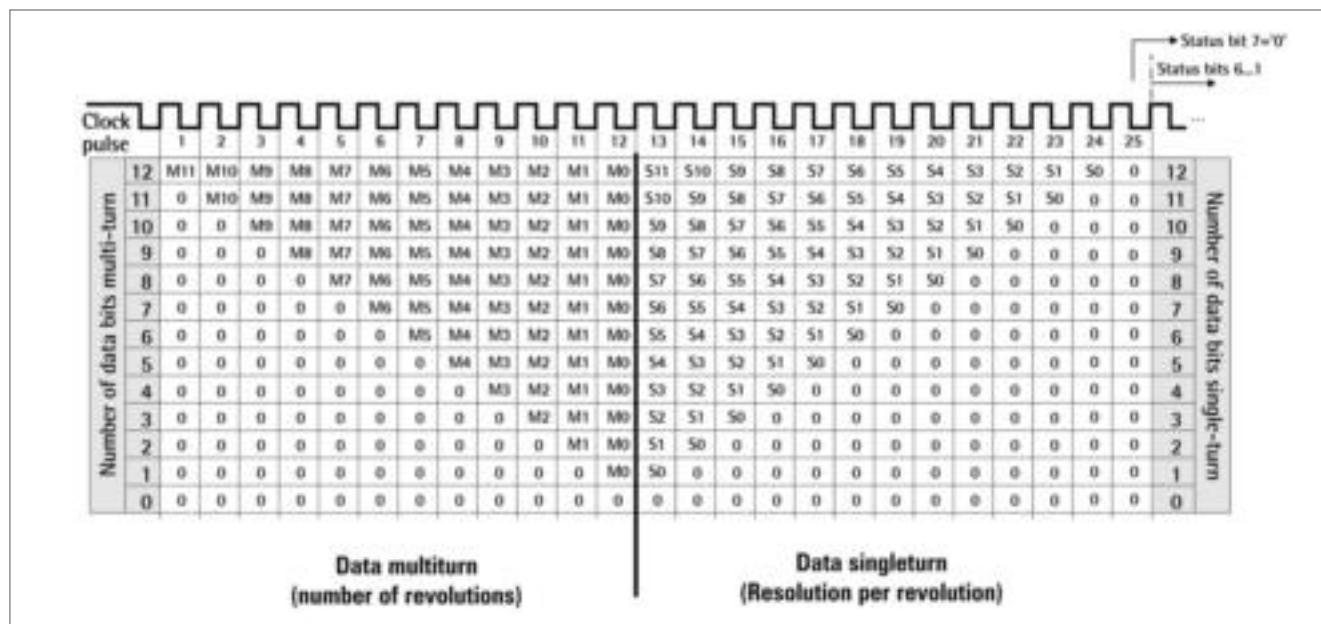 Status bit 7='0'
Status bits 6...1
Clock pulse
...
1 2 3 4 5 6 7 8 9 10 11 12 13 14 15 16 17 18 19 20 21 22 23 24 25
Number of data bits multi-turn
12 M11 M10 M9 M8 M7 M6 M5 M4 M3 M2 M1 M0 S11 S10 S9 S8 S7 S6 S5 S4 S3 S2 S1 S0 0 12
11 0 M10 M9 M8 M7 M6 M5 M4 M3 M2 M1 M0 S10 S9 S8 S7 S6 S5 S4 S3 S2 S1 S0 0 0 11
10 0 0 M9 M8 M7 M6 M5 M4 M3 M2 M1 M0 S9 S8 S7 S6 S5 S4 S3 S2 S1 S0 0 0 0 10
9 0 0 0 M8 M7 M6 M5 M4 M3 M2 M1 M0 S8 S7 S6 S5 S4 S3 S2 S1 S0 0 0 0 0 9
8 0 0 0 0 M7 M6 M5 M4 M3 M2 M1 M0 S7 S6 S5 S4 S3 S2 S1 S0 0 0 0 0 0 8
7 0 0 0 0 0 M6 M5 M4 M3 M2 M1 M0 S6 S5 S4 S3 S2 S1 S0 0 0 0 0 0 0 7
6 0 0 0 0 0 0 M5 M4 M3 M2 M1 M0 S5 S4 S3 S2 S1 S0 0 0 0 0 0 0 0 6
5 0 0 0 0 0 0 0 M4 M3 M2 M1 M0 S4 S3 S2 S1 S0 0 0 0 0 0 0 0 0 5
4 0 0 0 0 0 0 0 0 M3 M2 M1 M0 S3 S2 S1 S0 0 0 0 0 0 0 0 0 0 4
3 0 0 0 0 0 0 0 0 0 M2 M1 M0 S2 S1 S0 0 0 0 0 0 0 0 0 0 0 3
2 0 0 0 0 0 0 0 0 0 0 M1 M0 S1 S0 0 0 0 0 0 0 0 0 0 0 0 2
1 0 0 0 0 0 0 0 0 0 0 0 M0 S0 0 0 0 0 0 0 0 0 0 0 0 0 1
0 0 0 0 0 0 0 0 0 0 0 0 0 0 0 0 0 0 0 0 0 0 0 0 0 0 0
Number of data bits single-turn
Data multiturn
(number of revolutions)
Data singleturn
(Resolution per revolution)